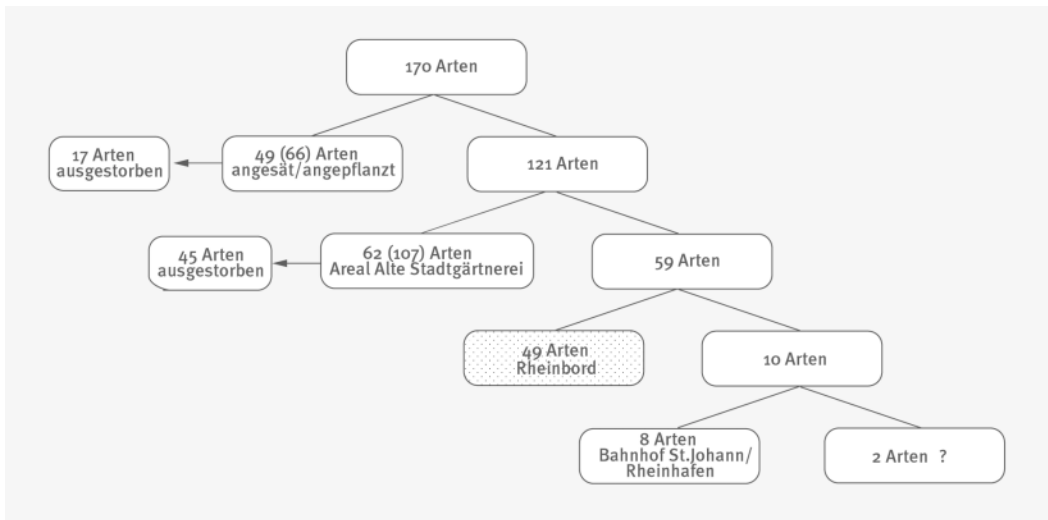 170 Arten
17 Arten
ausgestorben
49 (66) Arten
angesät/angepflanzt
121 Arten
45 Arten
ausgestorben
62 (107) Arten
Areal Alte Stadtgärtnerei
59 Arten
49 Arten
Rheinbord
10 Arten
8 Arten
Bahnhof St.Johann/
Rheinhafen
2 Arten ?